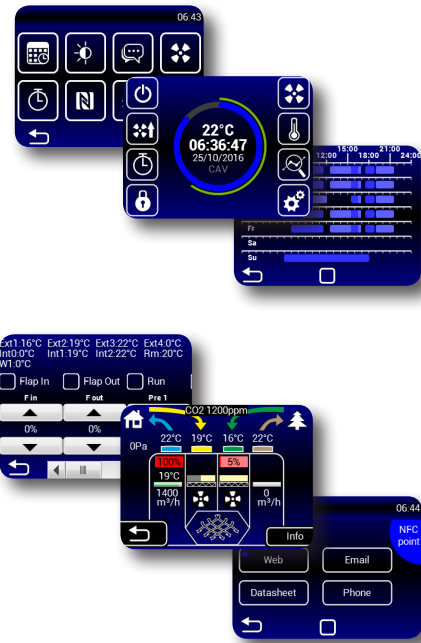 06:43
22°C
06:36:47
25/10/2016
CAV
15:00 21:00
12:00 18:00 24:00
Fr
Sa
Su
Ext1:16°C Ext2:19°C Ext3:22°C Ext4:0°C
Int0:0°C Int1:19°C Int2:22°C Rm:20°C
W1:0°C
Flap In Flap Out Run
F in F out Pre 1
0% 0%
CO2 1200ppm
0Pa 22°C 19°C 16°C 22°C
100% 5%
19°C
1400 0
m³/h m³/h
Info
06:44
NFC
point
Web Email
Datasheet Phone